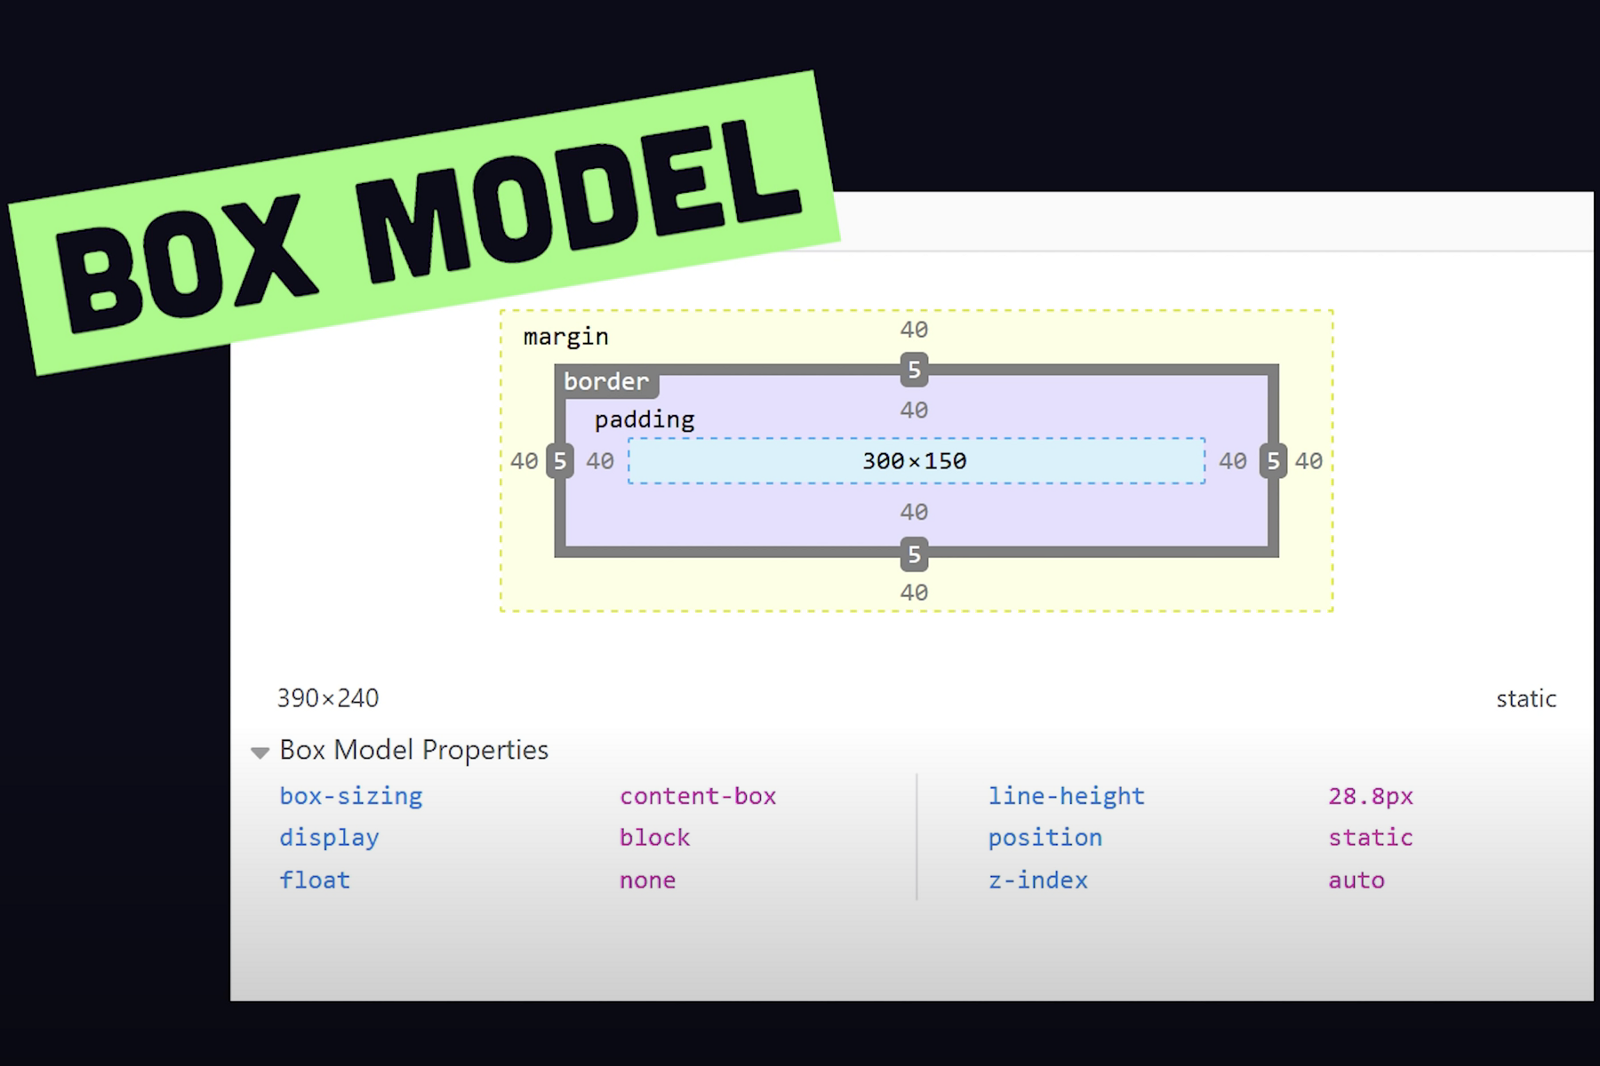 BOX MODEL
margin
40
5
border
40
padding
40 5 40 300×150 40 5 40
40
5
40
390×240 static
Box Model Properties
box-sizing content-box line-height 28.8px
display block position static
float none z-index auto